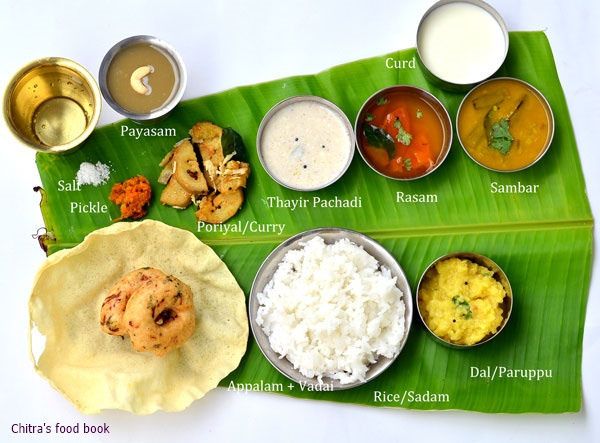 Curd
Payasam
Salt
Pickle
Thayir Pachadi
Rasam
Sambar
Poriyal/Curry
Dal/Paruppu
Appalam + Vadai
Rice/Sadam
Chitra's food book